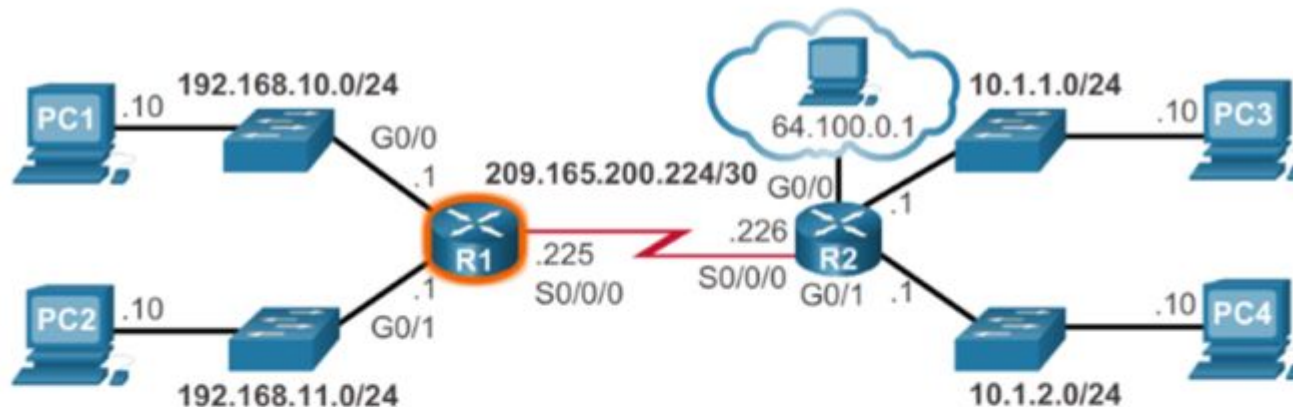 192.168.10.0/24
PC1
.10
G0/0
.1
209.165.200.224/30
R1
.225
S0/0/0
.1
G0/1
PC2
.10
192.168.11.0/24
64.100.0.1
G0/0
.226
S0/0/0
R2
G0/1
10.1.1.0/24
.10
PC3
.1
.1
.10
PC4
10.1.2.0/24